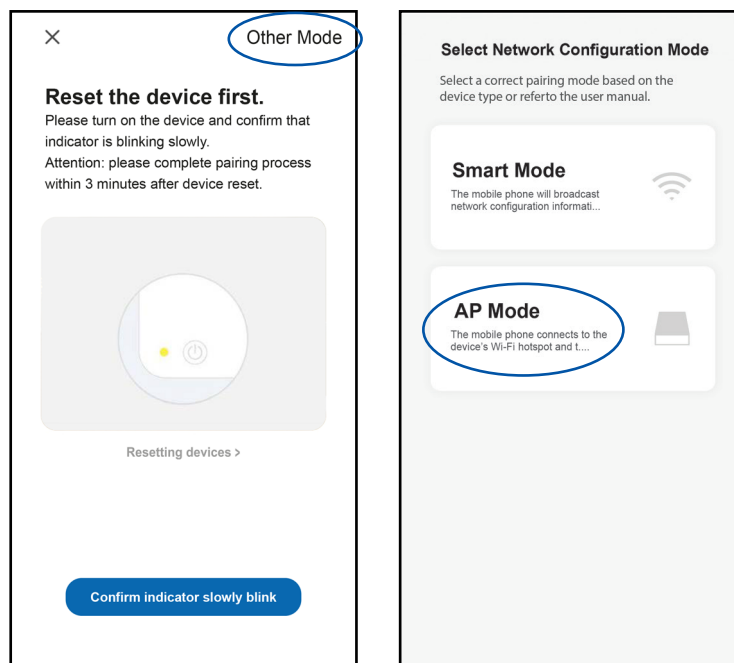 Other Mode
Reset the device first.
Please turn on the device and confirm that
indicator is blinking slowly.
Attention: please complete pairing process
within 3 minutes after device reset.
Resetting devices >
Confirm indicator slowly blink
Select Network Configuration Mode
Select a correct pairing mode based on the
device type or referto the user manual.
Smart Mode
The mobile phone will broadcast
network configuration informati...
AP Mode
The mobile phone connects to the
device's Wi-Fi hotspot and t....